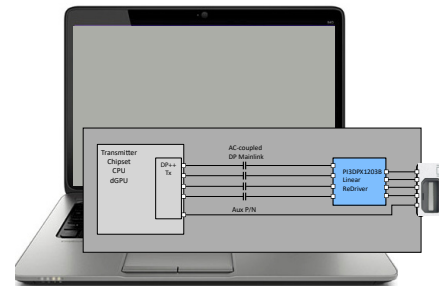 Transmitter
Chipset
CPU
dGPU
DP++
Tx
AC-coupled
DP Mainlink
Aux P/N
PI3DPX1203B
Linear
ReDriver